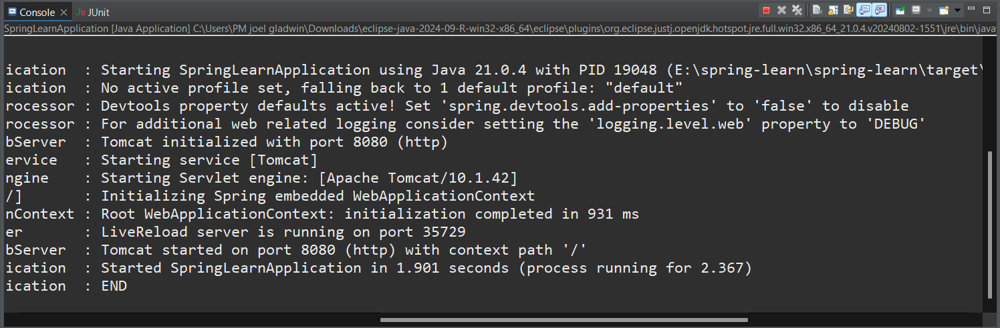 Console JUnit
SpringLearnApplication [Java Application] C:\Users\PM joel gladwin\Downloads\eclipse-java-2024-09-R-win32-x86_64\eclipse\plugins\org.eclipse.justj.openjdk.hotspot.jre.full.win32.x86_64_21.0.4.v20240802-1551\jre\bin\java
ication : Starting SpringLearnApplication using Java 21.0.4 with PID 19048 (E:\spring-learn\spring-learn\target\
ication : No active profile set, falling back to 1 default profile: "default"
rocessor : Devtools property defaults active! Set 'spring.devtools.add-properties' to 'false' to disable
rocessor : For additional web related logging consider setting the 'logging.level.web' property to 'DEBUG'
bServer : Tomcat initialized with port 8080 (http)
ervice : Starting service [Tomcat]
ngine : Starting Servlet engine: [Apache Tomcat/10.1.42]
/] : Initializing Spring embedded WebApplicationContext
nContext : Root WebApplicationContext: initialization completed in 931 ms
er : LiveReload server is running on port 35729
bServer : Tomcat started on port 8080 (http) with context path '/'
ication : Started SpringLearnApplication in 1.901 seconds (process running for 2.367)
ication : END